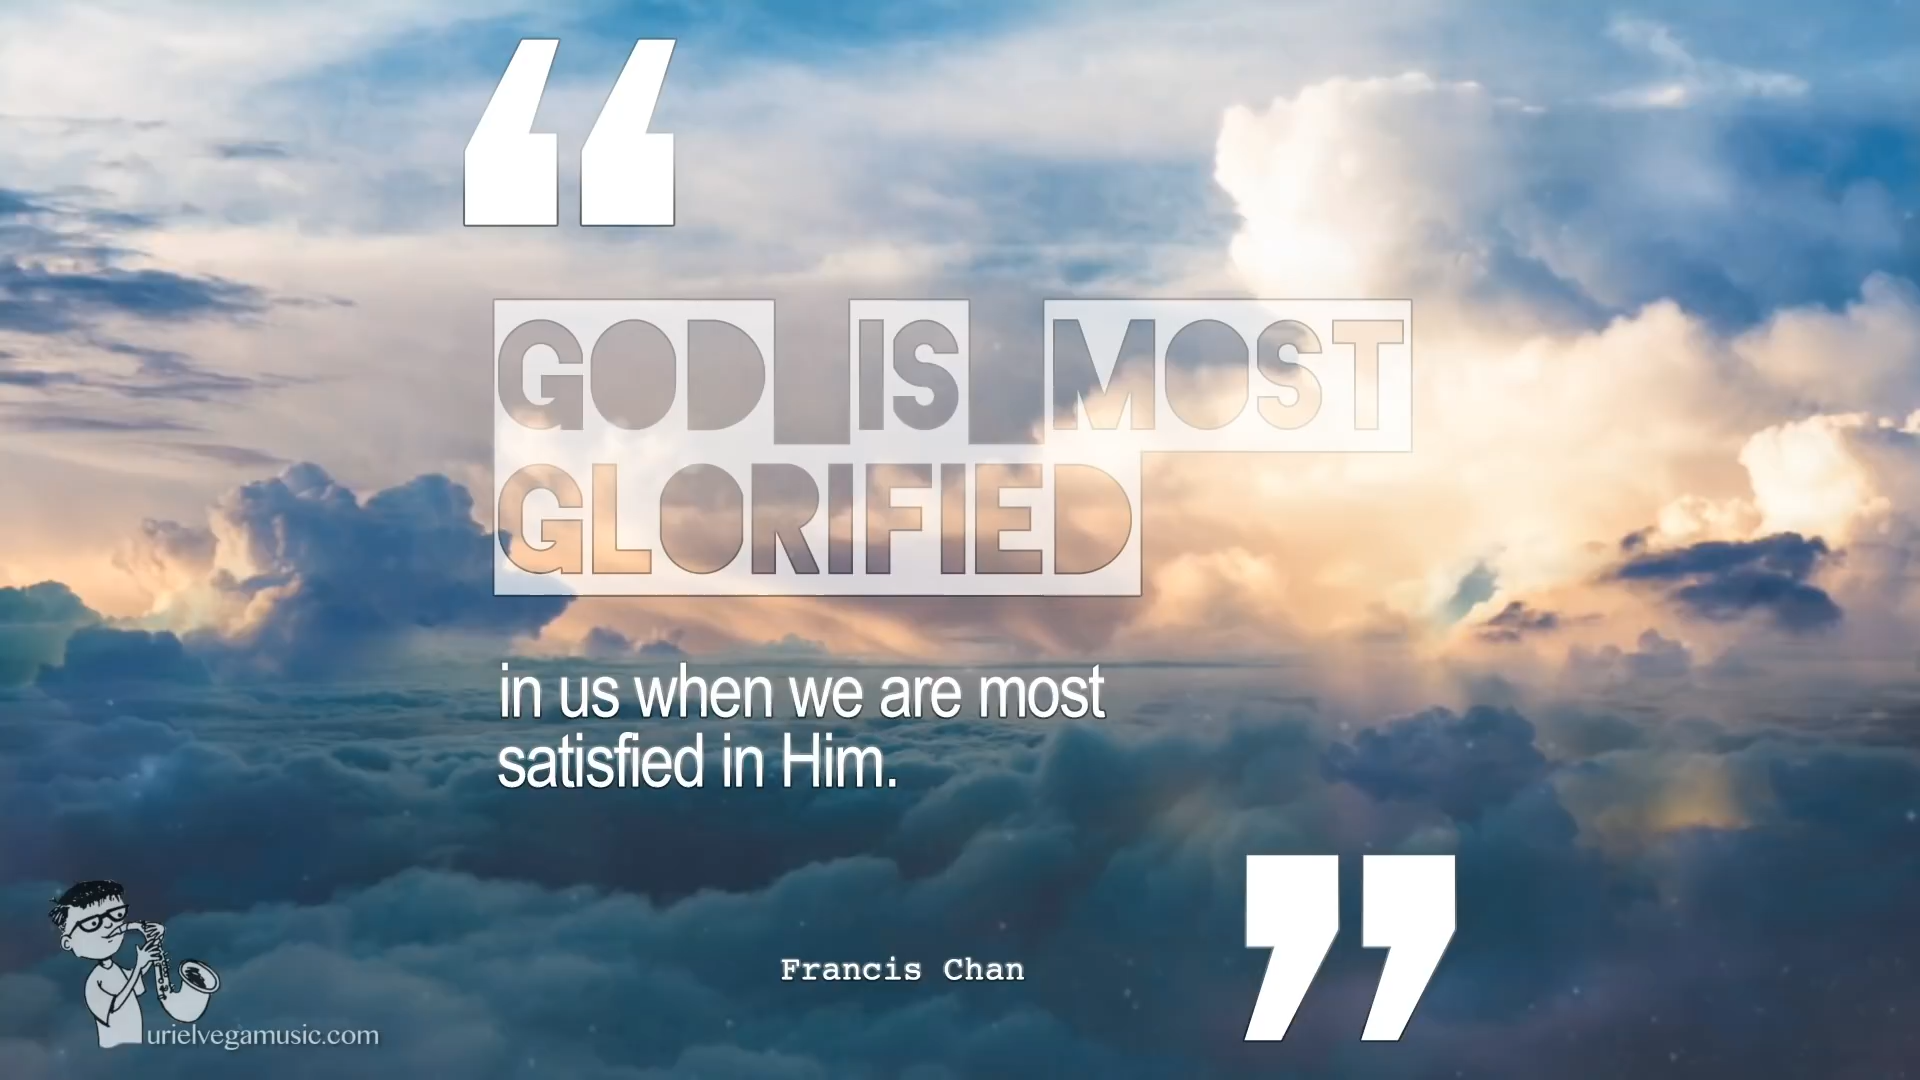 “
GOD IS MOST
GLORIFIED
in us when we are most
satisfied in Him.
”
Francis Chan
urielvegamusic.com